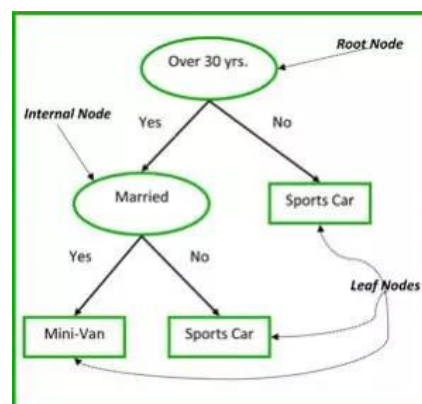 Root Node
Over 30 yrs.
Internal Node
Yes
No
Married
Sports Car
Yes
No
Leaf Nodes
Mini-Van
Sports Car